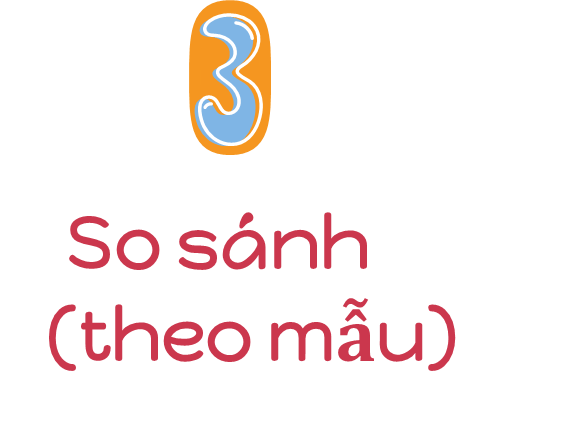 3
So sánh
(theo mẫu)